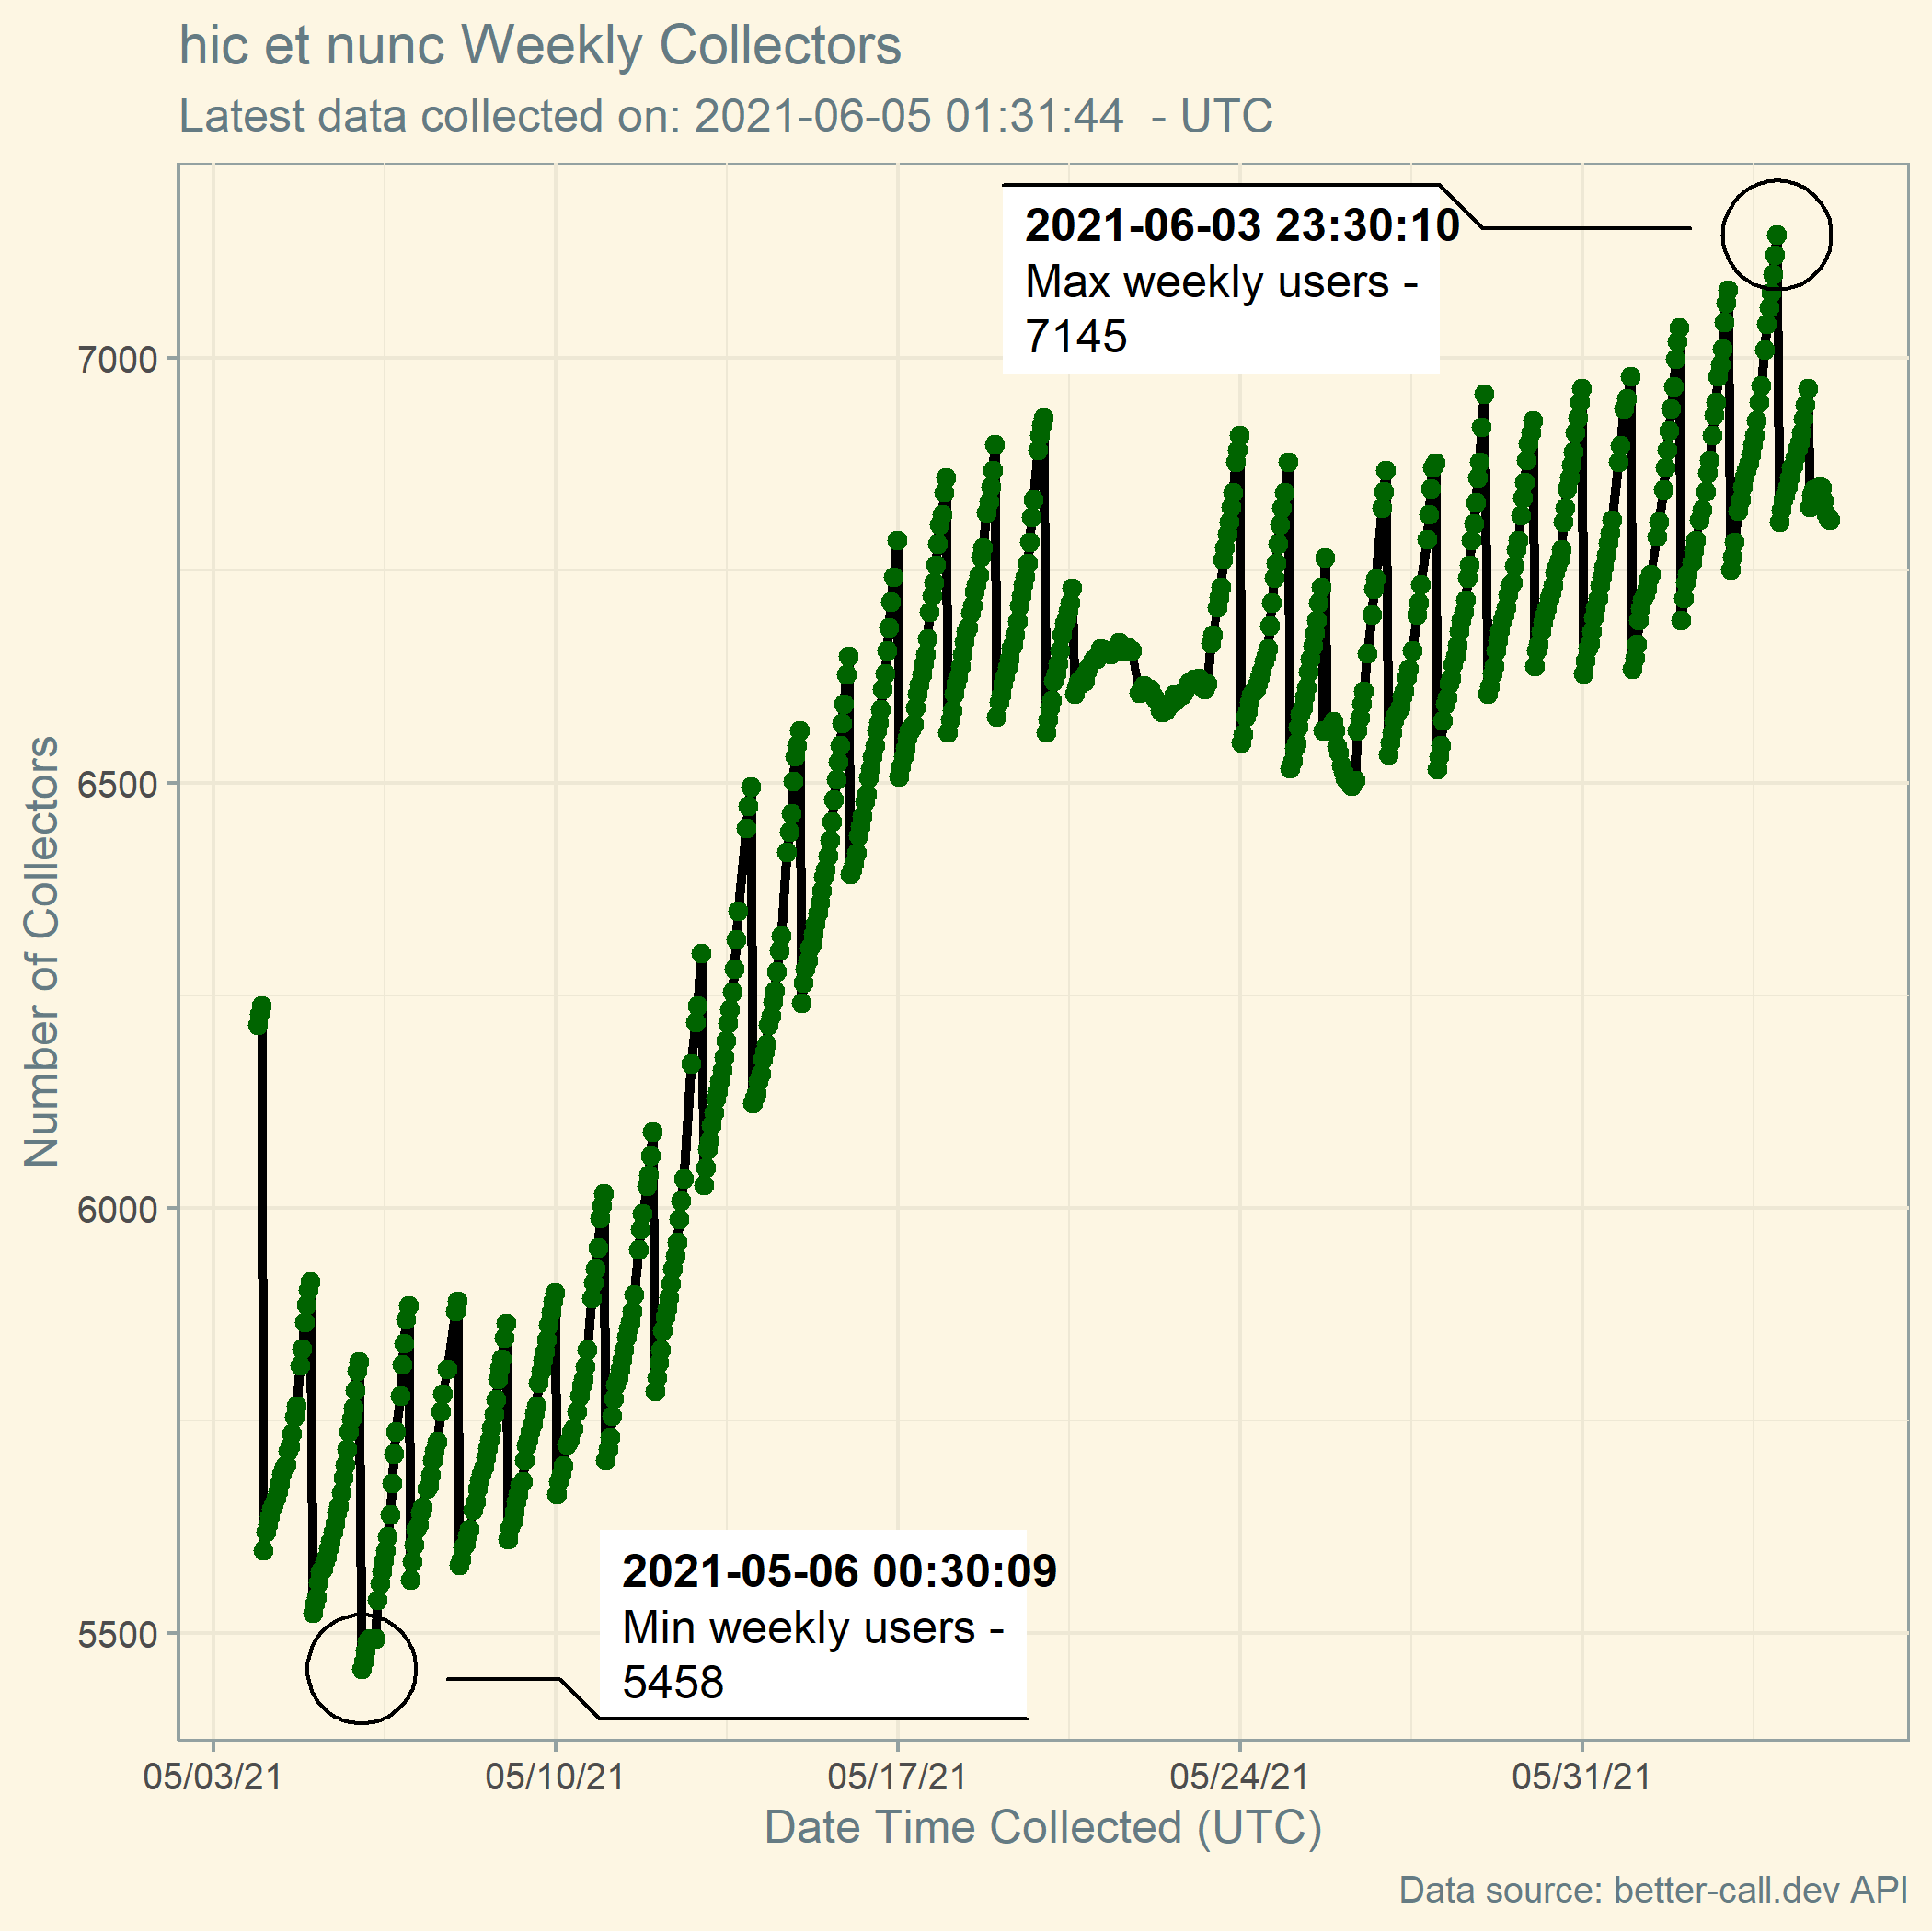 hic et nunc Weekly Collectors
Latest data collected on: 2021-06-05 01:31:44  - UTC
2021-06-03 23:30:10
Max weekly users -
7145
7000
6500
6000
5500
Number of Collectors
2021-05-06 00:30:09
Min weekly users -
5458
05/03/21
05/10/21
05/17/21
05/24/21
05/31/21
Date Time Collected (UTC)
Data source: better-call.dev API